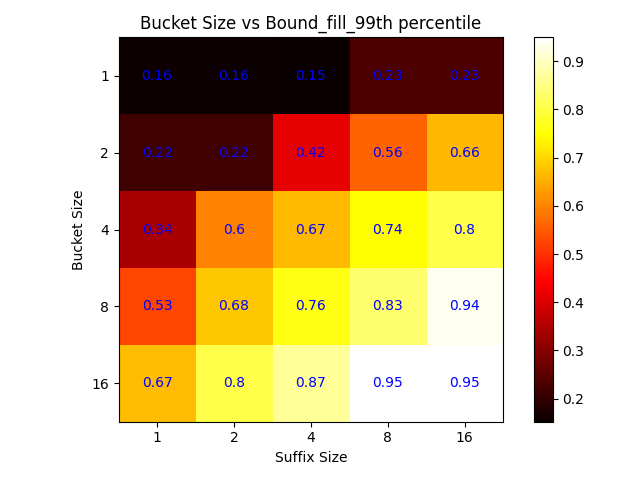 Bucket Size vs Bound_fill_99th percentile
1 0.16 0.16 0.15 0.23 0.23
2 0.22 0.22 0.42 0.56 0.66
4 0.34 0.6 0.67 0.74 0.8
8 0.53 0.68 0.76 0.83 0.94
16 0.67 0.8 0.87 0.95 0.95
1 2 4 8 16
Suffix Size
Bucket Size
0.9
0.8
0.7
0.6
0.5
0.4
0.3
0.2